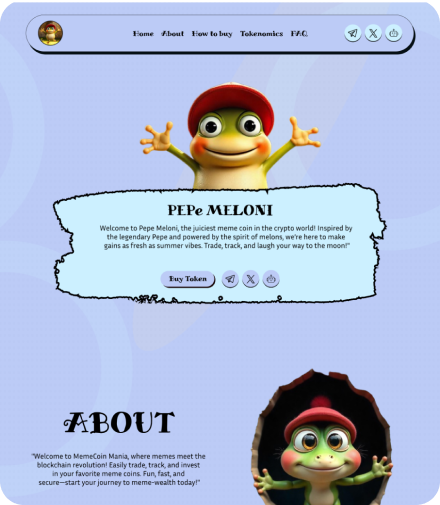 Home About How to buy Tokenomics FAQ
PEPe MELONI
Welcome to Pepe Meloni, the juiciest meme coin in the crypto world! Inspired by
the legendary Pepe and powered by the spirit of melons, we're here to make
gains as fresh as summer vibes. Trade, track, and laugh your way to the moon!"
Buy Token
ABOUT
"Welcome to MemeCoin Mania, where memes meet the
blockchain revolution! Easily trade, track, and invest
in your favorite meme coins. Fun, fast, and
secure—start your journey to meme-wealth today!"